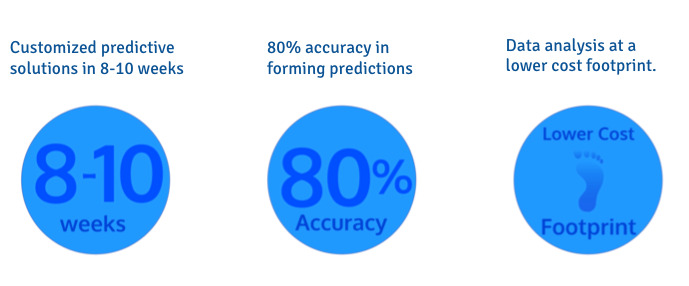 Customized predictive
solutions in 8-10 weeks
8-10
weeks
80% accuracy in
forming predictions
80%
Accuracy
Data analysis at a
lower cost footprint.
Lower Cost
Footprint